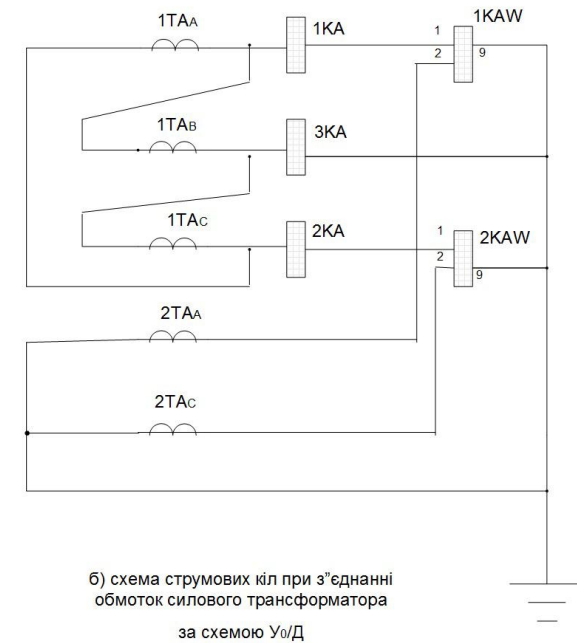 1TAA
1KA
1KAW
1
2
9
1TAB
3KA
1TAC
2KA
1
2
2KAW
9
2TAA
2TAC
б) схема струмових кіл при з"єднанні
обмоток силового трансформатора
за схемою У0/Д